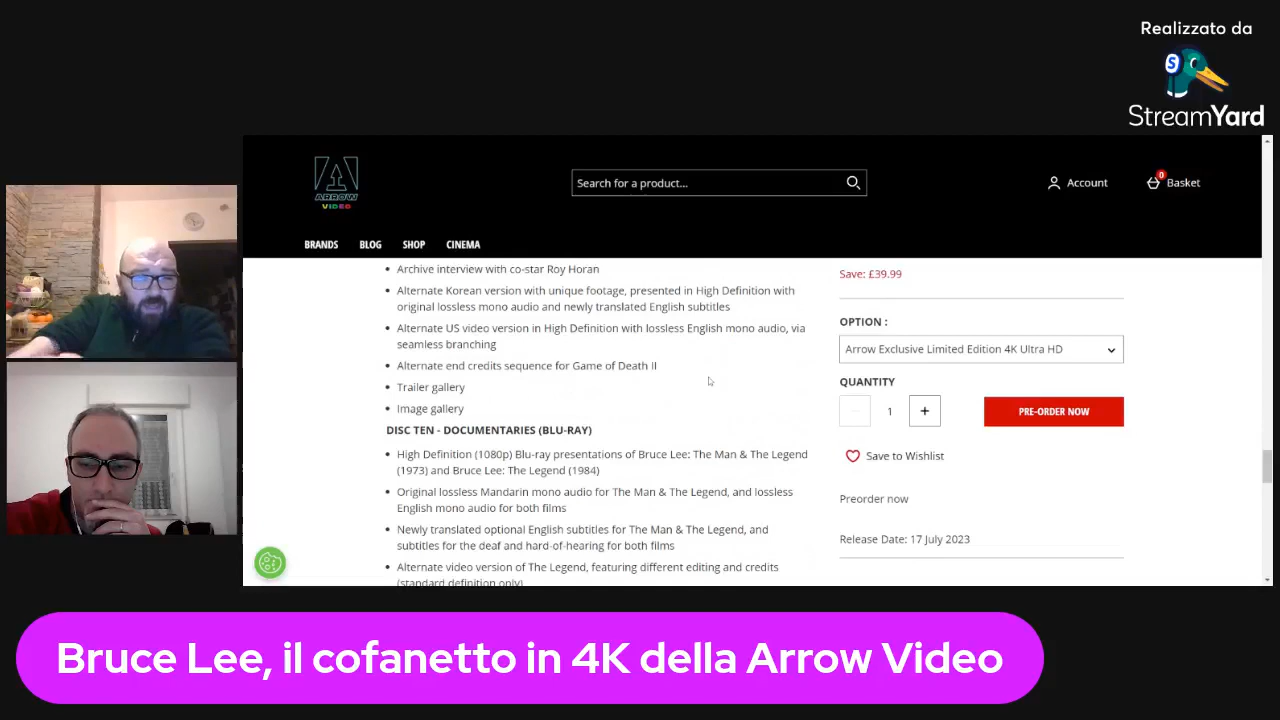 Realizzato da
S
StreamYard
ARROW
VIDEO
Search for a product...
Account
0
Basket
BRANDS
BLOG
SHOP
CINEMA
Archive interview with co-star Roy Horan
Alternate Korean version with unique footage, presented in High Definition with
original lossless mono audio and newly translated English subtitles
Alternate US video version in High Definition with lossless English mono audio, via
seamless branching
Alternate end credits sequence for Game of Death II
Trailer gallery
Image gallery
DISC TEN - DOCUMENTARIES (BLU-RAY)
High Definition (1080p) Blu-ray presentations of Bruce Lee: The Man & The Legend
(1973) and Bruce Lee: The Legend (1984)
Original lossless Mandarin mono audio for The Man & The Legend, and lossless
English mono audio for both films
Newly translated optional English subtitles for The Man & The Legend, and
subtitles for the deaf and hard-of-hearing for both films
Alternate video version of The Legend, featuring different editing and credits
(standard definition only)
Save: £39.99
OPTION :
Arrow Exclusive Limited Edition 4K Ultra HD
QUANTITY
1
+
PRE-ORDER NOW
Save to Wishlist
Preorder now
Release Date: 17 July 2023
Bruce Lee, il cofanetto in 4K della Arrow Video